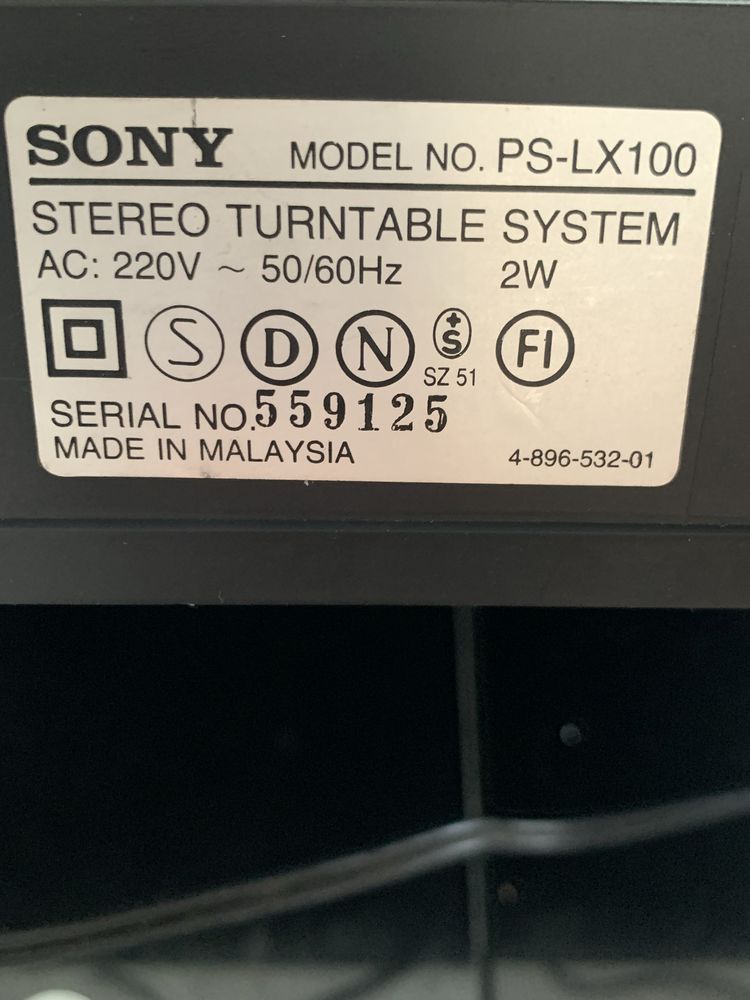 SONY MODEL NO. PS-LX100
STEREO TURNTABLE SYSTEM
AC: 220V ~ 50/60Hz 2W
S D N +S FI
SZ 51
SERIAL NO. 559125
MADE IN MALAYSIA 4-896-532-01